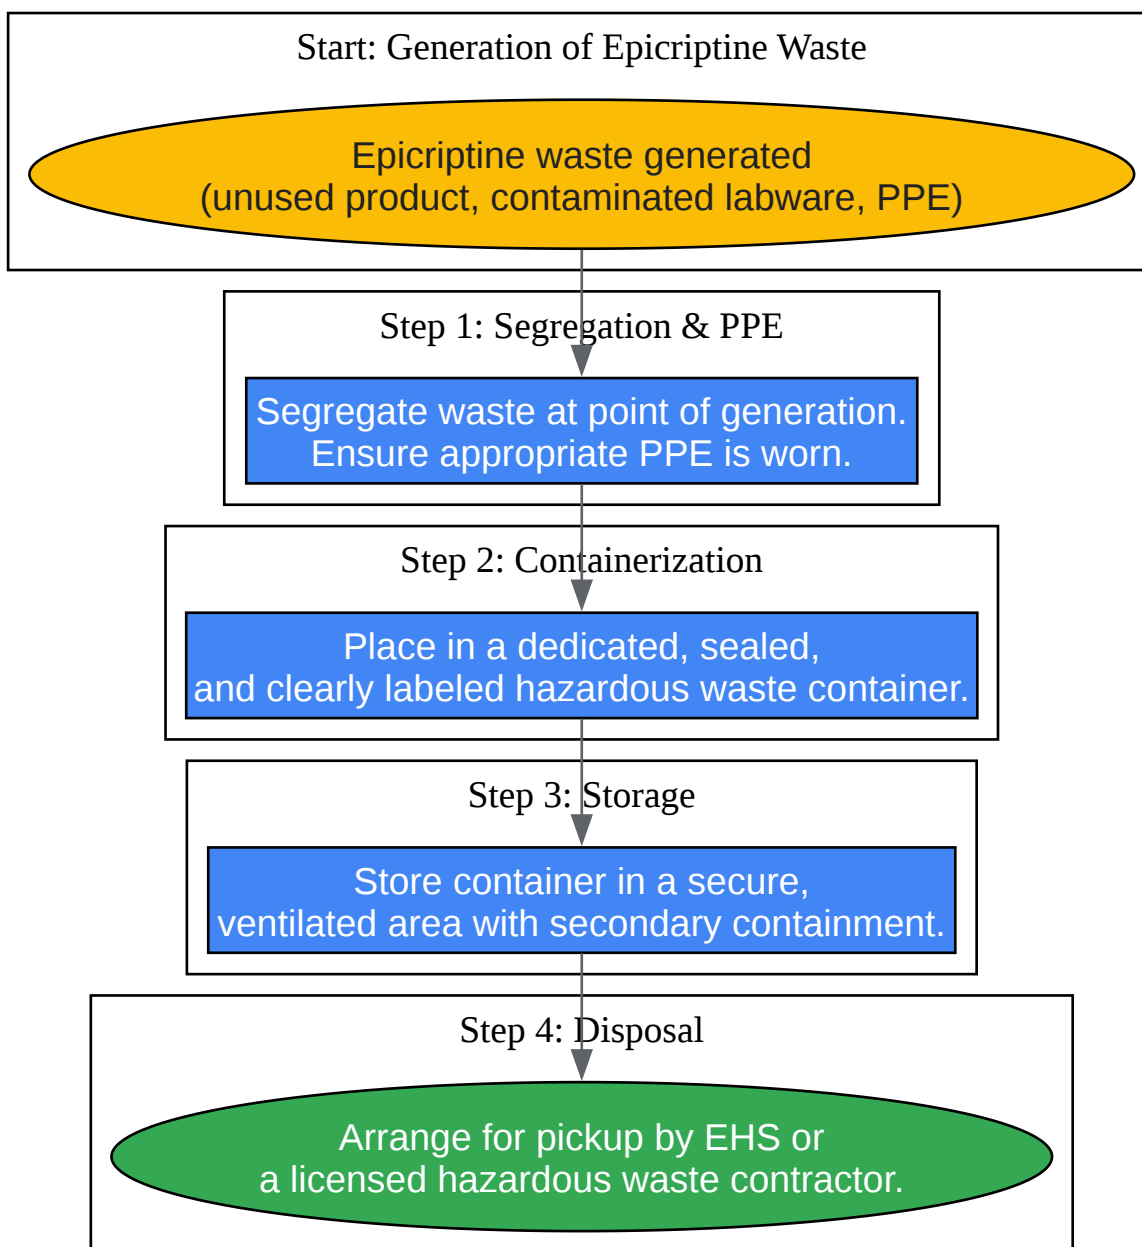 Start: Generation of Epicriptine Waste
Epicriptine waste generated
(unused product, contaminated labware, PPE)
Step 1: Segregation & PPE
Segregate waste at point of generation.
Ensure appropriate PPE is worn.
Step 2: Containerization
Place in a dedicated, sealed,
and clearly labeled hazardous waste container.
Step 3: Storage
Store container in a secure,
ventilated area with secondary containment.
Step 4: Disposal
Arrange for pickup by EHS or
a licensed hazardous waste contractor.